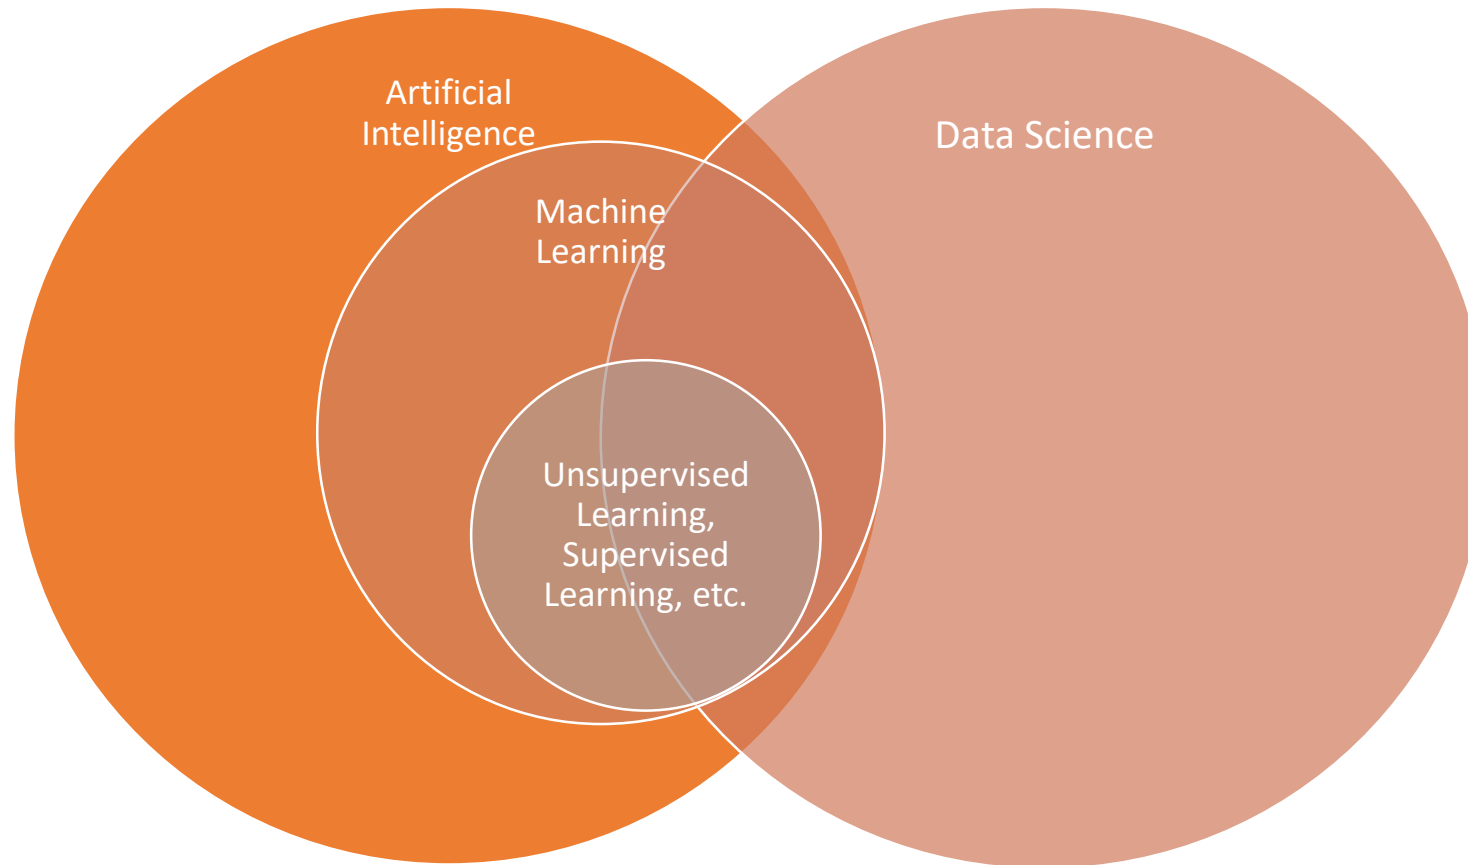 Artificial
Intelligence
Data Science
Machine
Learning
Unsupervised
Learning,
Supervised
Learning, etc.